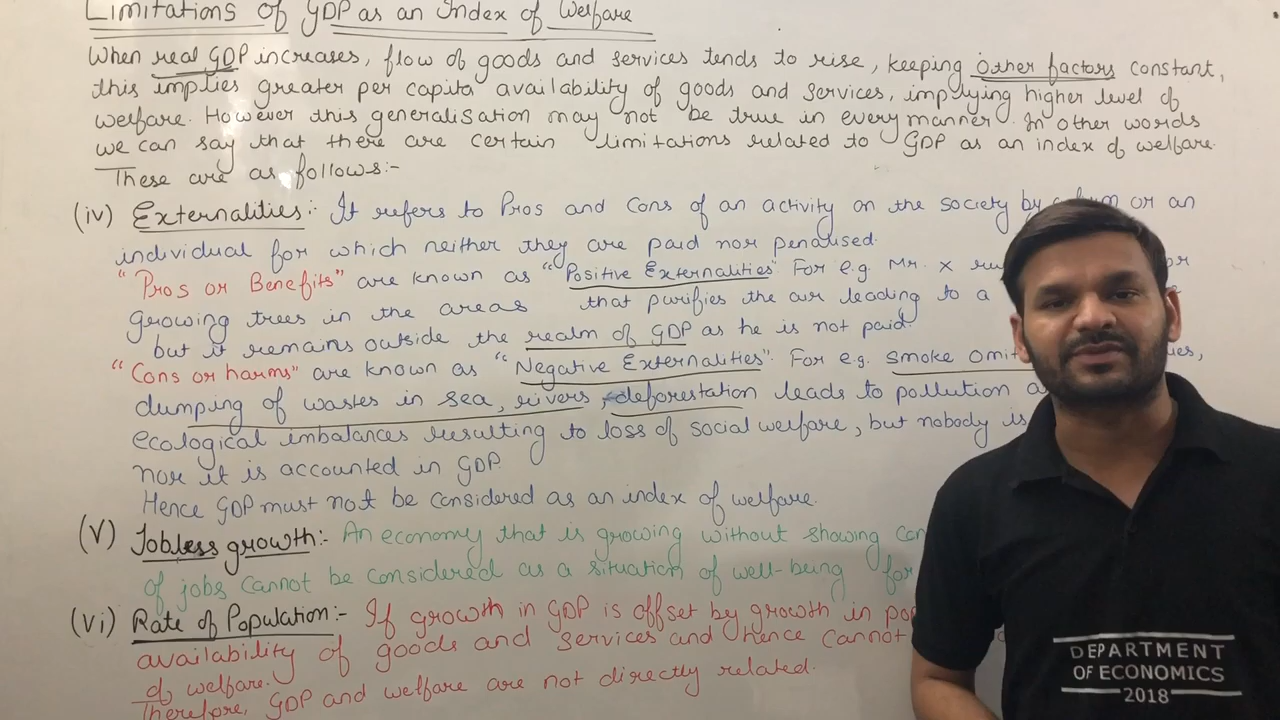 Limitations of GDP as an Index of Welfare
When real GDP increases, flow of goods and services tends to rise, keeping other factors constant,
this implies greater per capita availability of goods and services, implying higher level of
welfare. However this generalisation may not be true in every manner. In other words
we can say that there are certain limitations related to GDP as an index of welfare.
These are as follows:-
(iv) Externalities:- It refers to Pros and Cons of an activity on the society by a firm or an
individual for which neither they are paid nor penalised.
"Pros or Benefits" are known as "Positive Externalities" For e.g. Mr. X
growing trees in the areas that purifies the air leading to a
but it remains outside the realm of GDP as he is not paid.
"Cons or harms" are known as "Negative Externalities". For e.g. Smoke
dumping of wastes in sea, rivers, deforestation leads to pollution
ecological imbalances resulting to loss of social welfare, but nobody is
nor it is accounted in GDP.
Hence GDP must not be considered as an index of welfare.
(V) Jobless growth:- An economy that is growing without showing
of jobs cannot be considered as a situation of well-being for
(vi) Rate of Population:- If growth in GDP is offset by growth in
availability of goods and services and hence cannot
of welfare.
Therefore, GDP and welfare are not directly related.
DEPARTMENT
OF ECONOMICS
2018